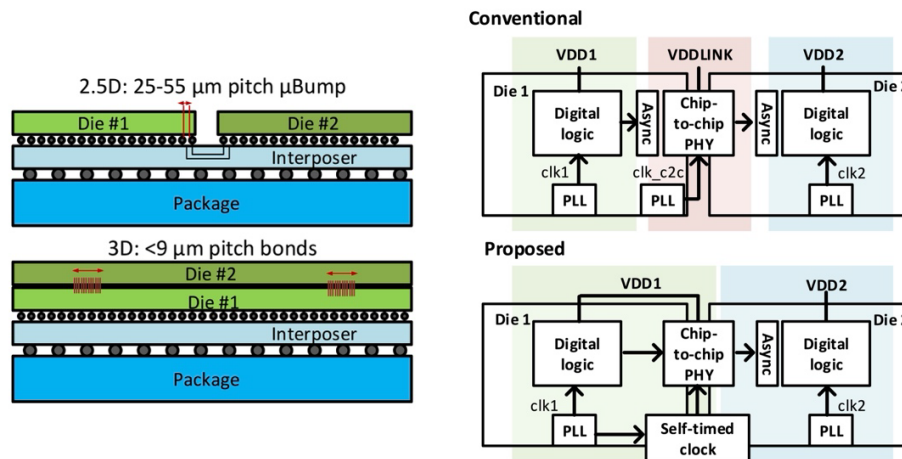 2.5D: 25-55 µm pitch µBump
Die #1
Die #2
Interposer
Package
3D: <9 µm pitch bonds
Die #2
Die #1
Interposer
Package
Conventional
VDD1
VDDLINK
VDD2
Die 1
Digital
logic
Async
Chip-
to-chip
PHY
Async
Digital
logic
Die
clk1
clk_c2c
clk2
PLL
PLL
PLL
Proposed
VDD1
VDD2
Die 1
Digital
logic
Chip-
to-chip
PHY
Async
Digital
logic
Die
clk1
clk2
PLL
Self-timed
clock
PLL